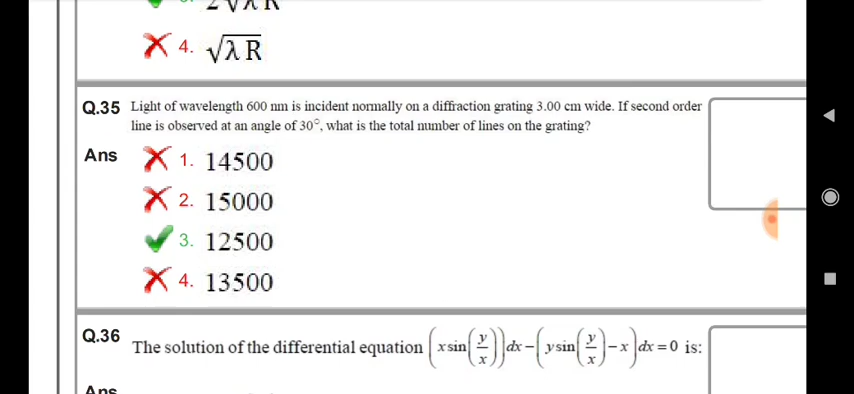 3. 2√λR
4. √λ R
Q.35 Light of wavelength 600 nm is incident normally on a diffraction grating 3.00 cm wide. If second order
line is observed at an angle of 30°, what is the total number of lines on the grating?
Ans 1. 14500
2. 15000
3. 12500
4. 13500
Q.36 The solution of the differential equation (x sin(y/x))dx − (y sin(y/x) − x)dx = 0 is:
Ans